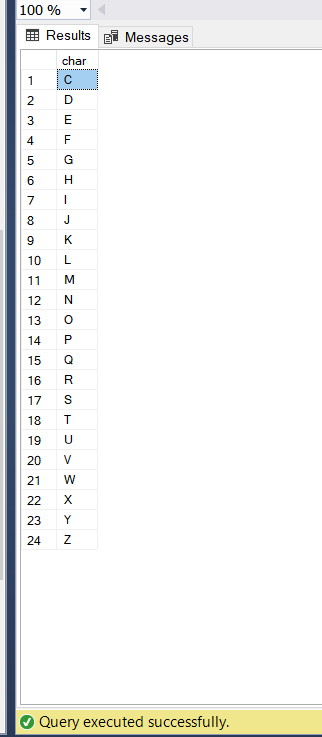 100 %
Results Messages
char
1 C
2 D
3 E
4 F
5 G
6 H
7 I
8 J
9 K
10 L
11 M
12 N
13 O
14 P
15 Q
16 R
17 S
18 T
19 U
20 V
21 W
22 X
23 Y
24 Z
Query executed successfully.